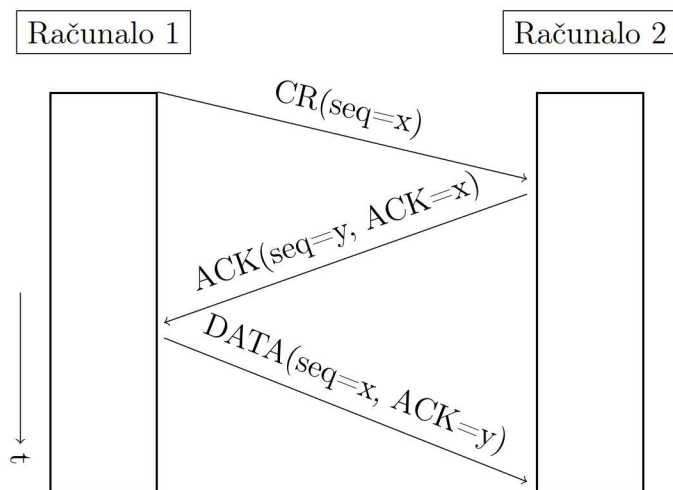 Računalo 1
Računalo 2
CR(seq=x)
ACK(seq=y, ACK=x)
DATA(seq=x, ACK=y)
t